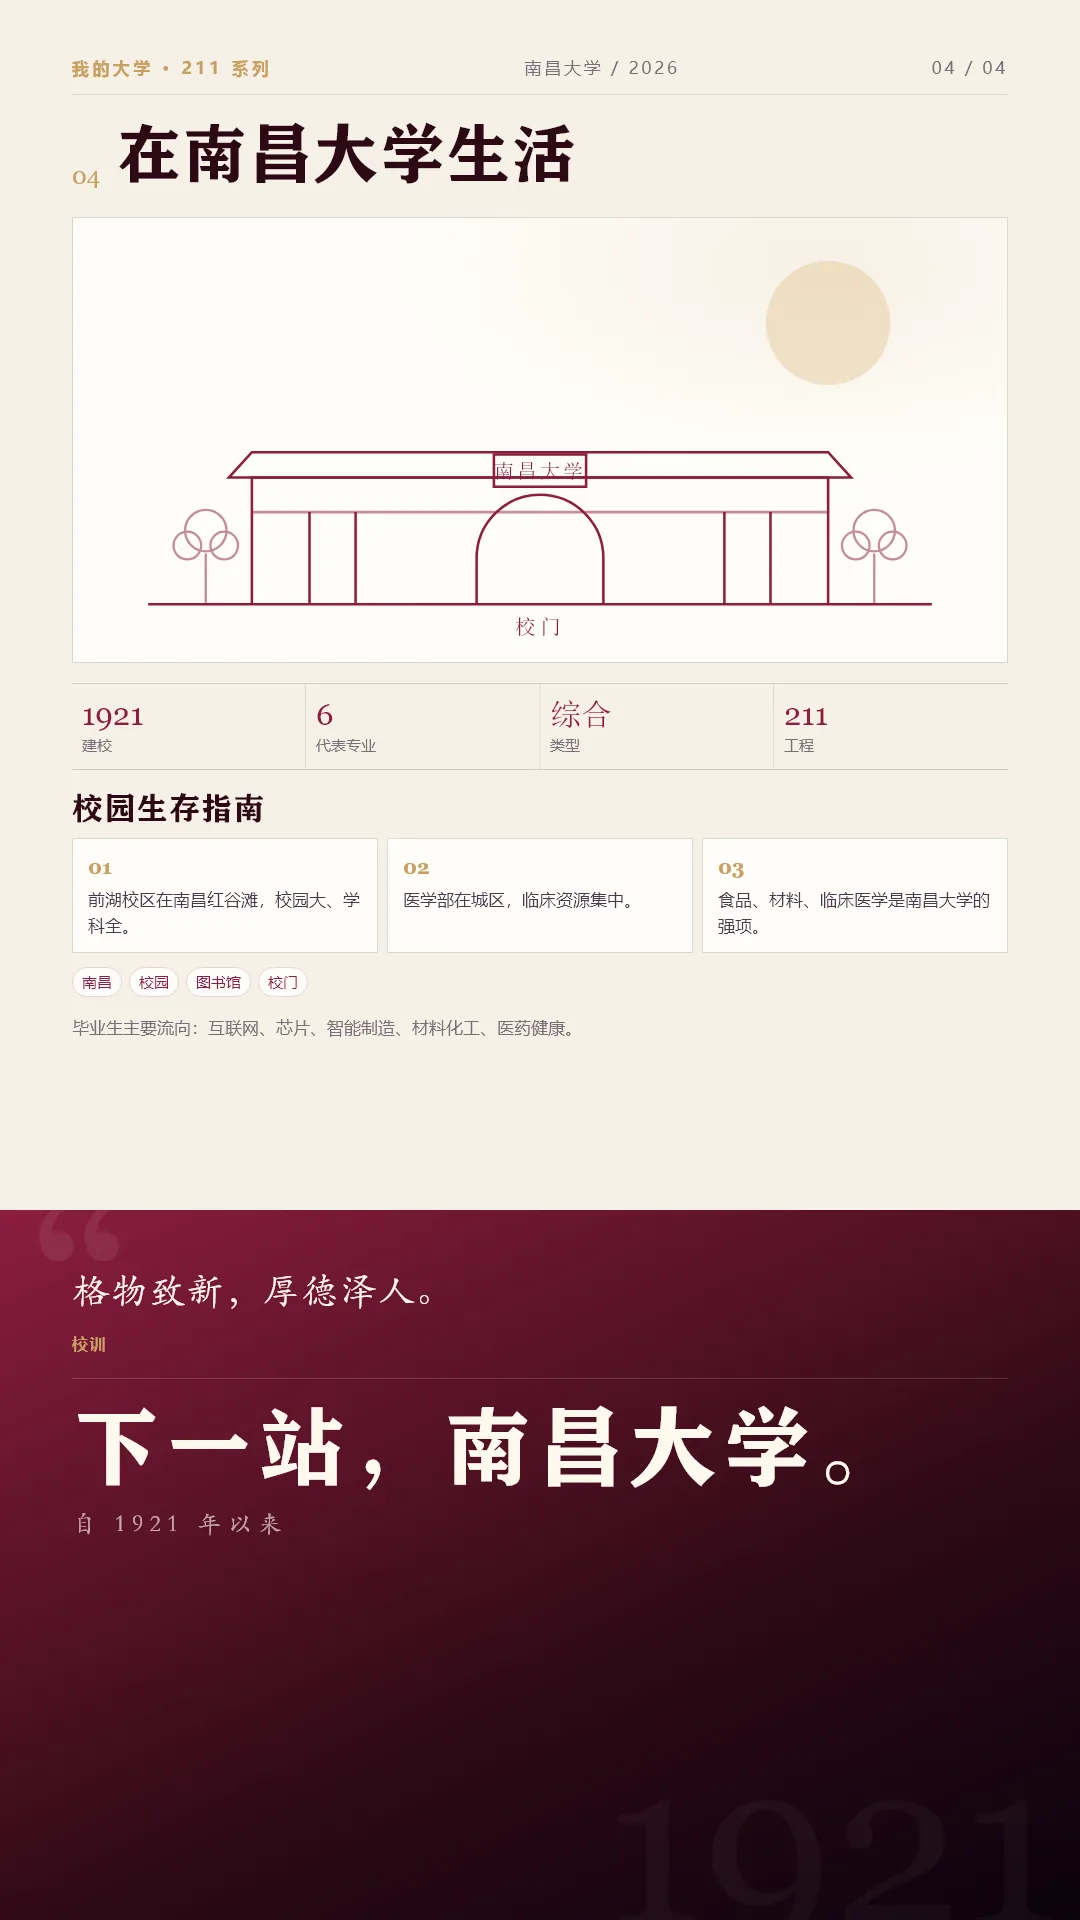 我的大学 · 211 系列
南昌大学 / 2026
04 / 04
04 在南昌大学生活
南昌大学
校门
1921
建校
6
代表专业
综合
类型
211
工程
校园生存指南
01
前湖校区在南昌红谷滩，校园大、学
科全。
02
医学部在城区，临床资源集中。
03
食品、材料、临床医学是南昌大学的
强项。
南昌
校园
图书馆
校门
毕业生主要流向：互联网、芯片、智能制造、材料化工、医药健康。
“
格物致新，厚德泽人。
校训
下一站，南昌大学。
自 1921 年以来
1921